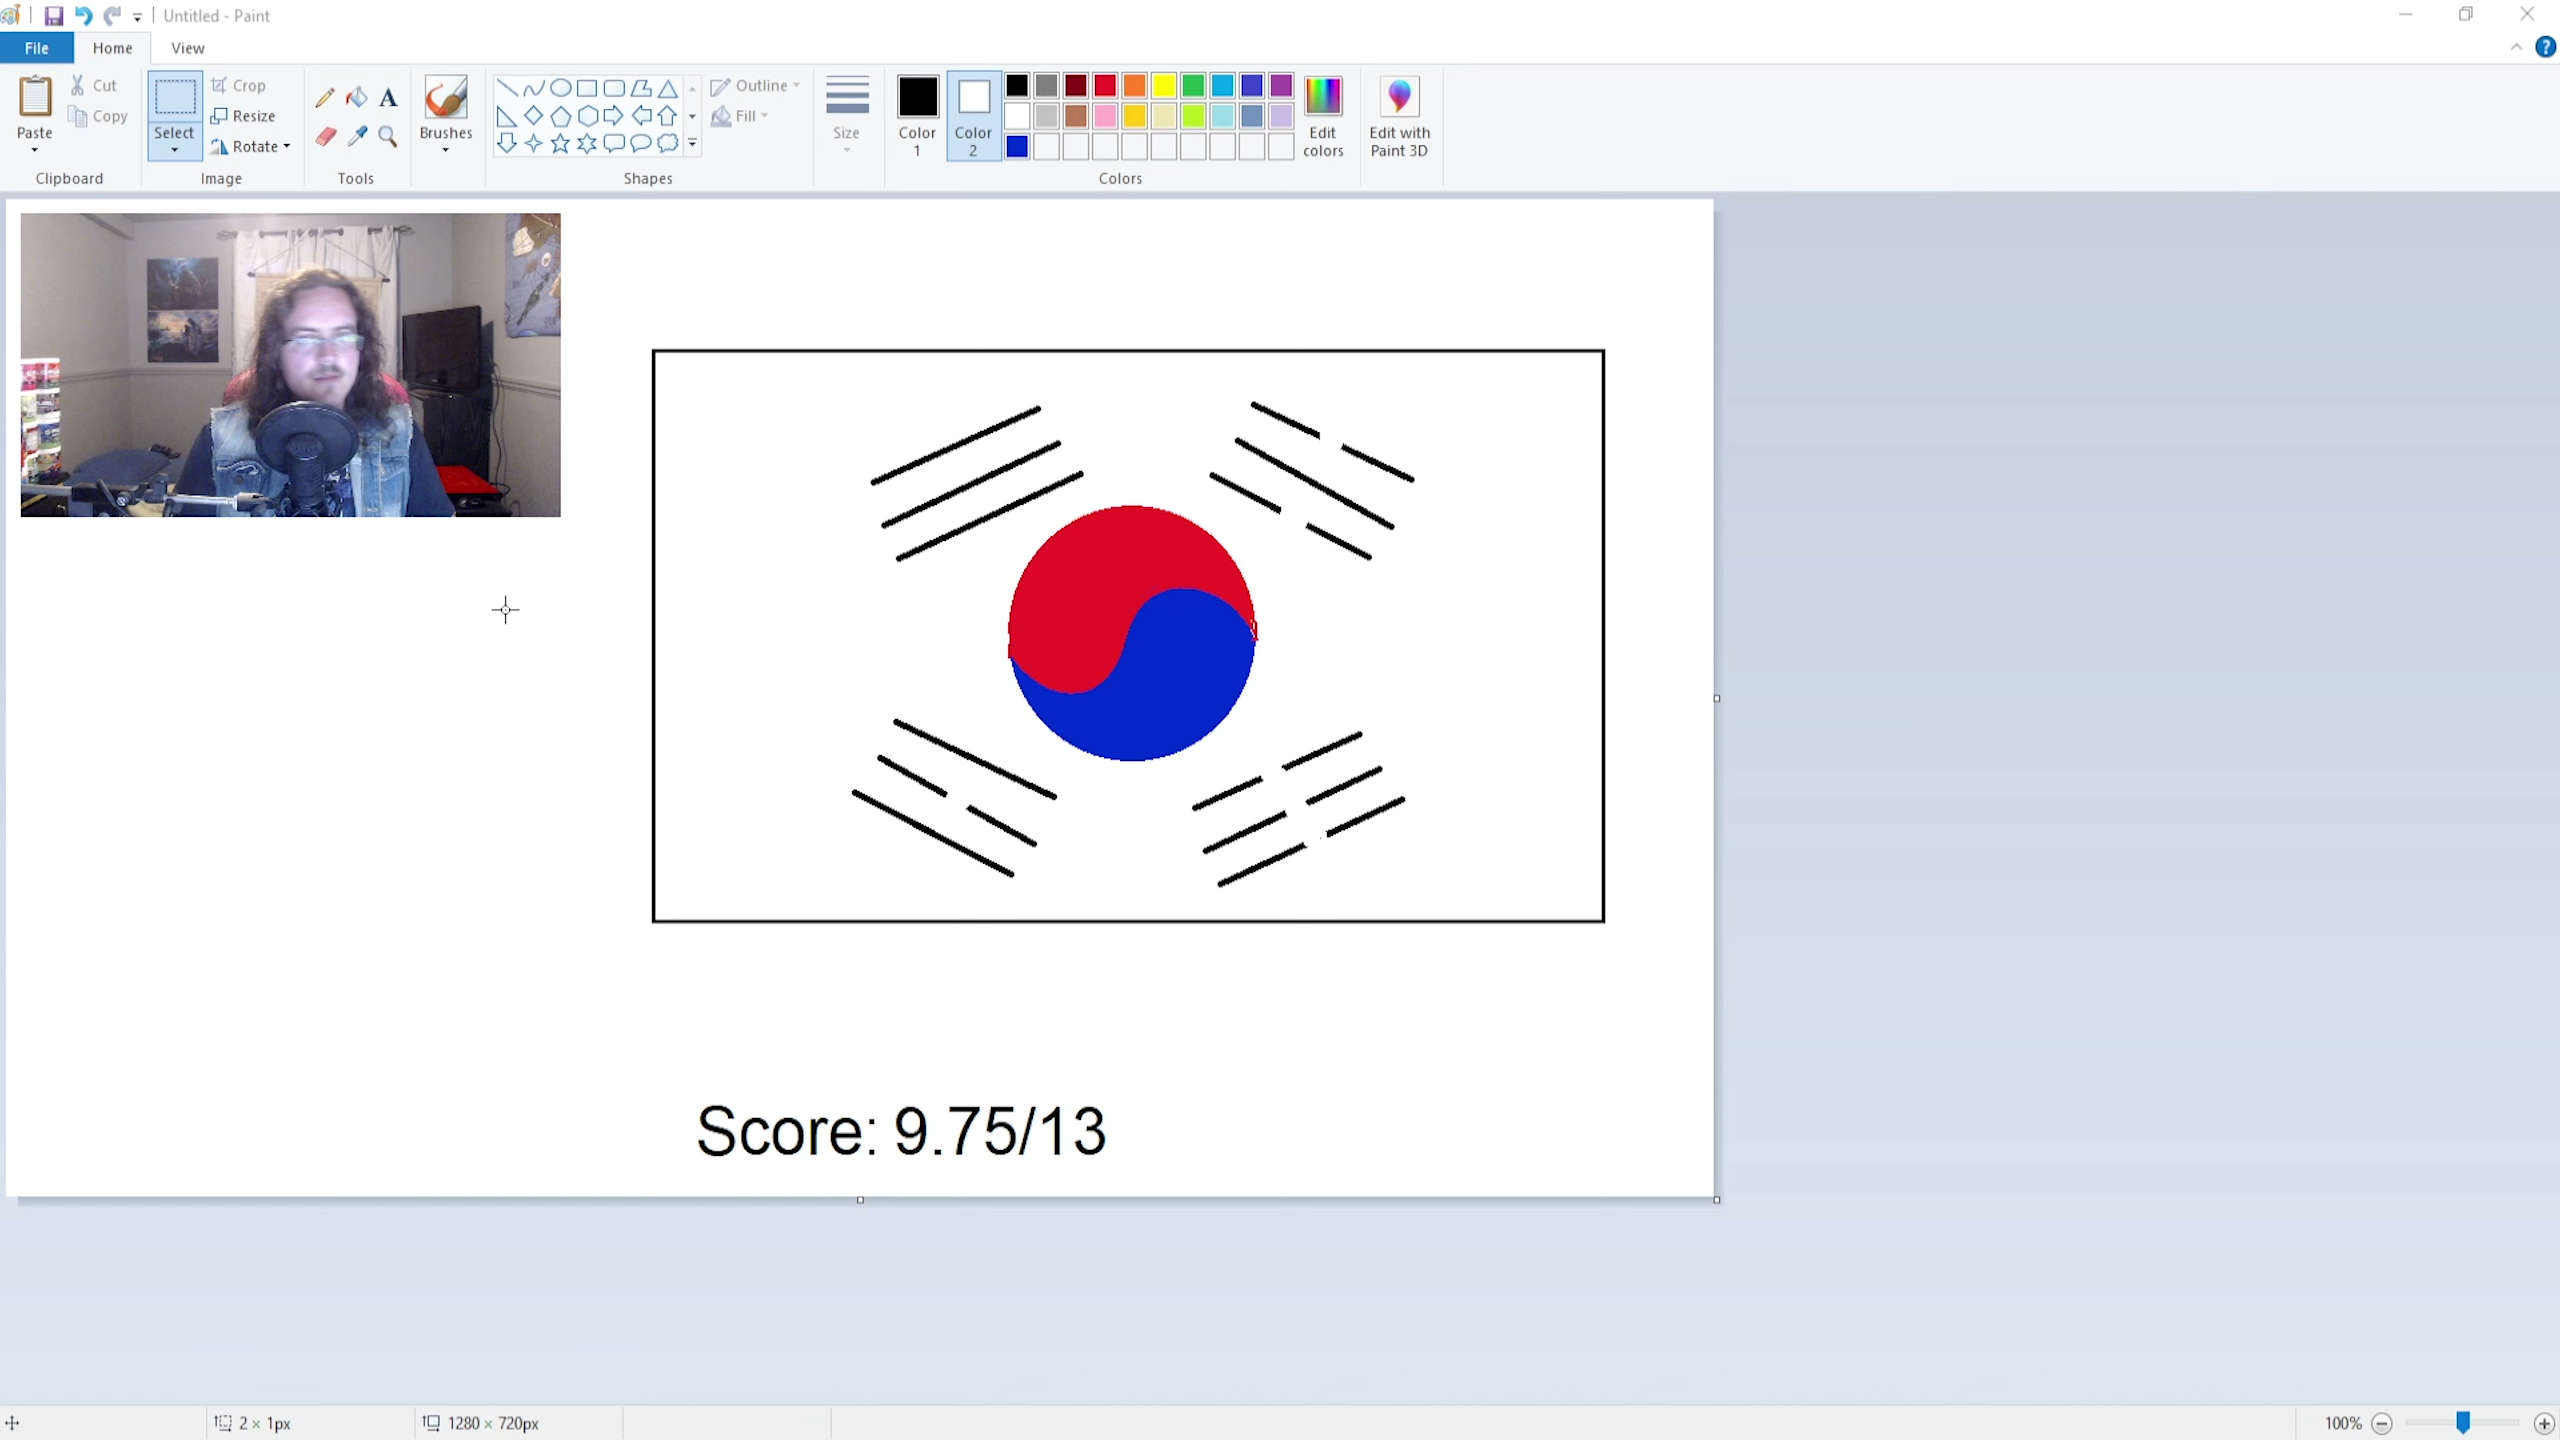 Untitled - Paint
File Home View
Paste
Cut
Copy
Clipboard
Select
Crop
Resize
Rotate
Image
A
Tools
Brushes
Shapes
Outline
Fill
Size
Color 1
Color 2
Edit colors
Colors
Edit with Paint 3D
?
Score: 9.75/13
2 × 1px
1280 × 720px
100%